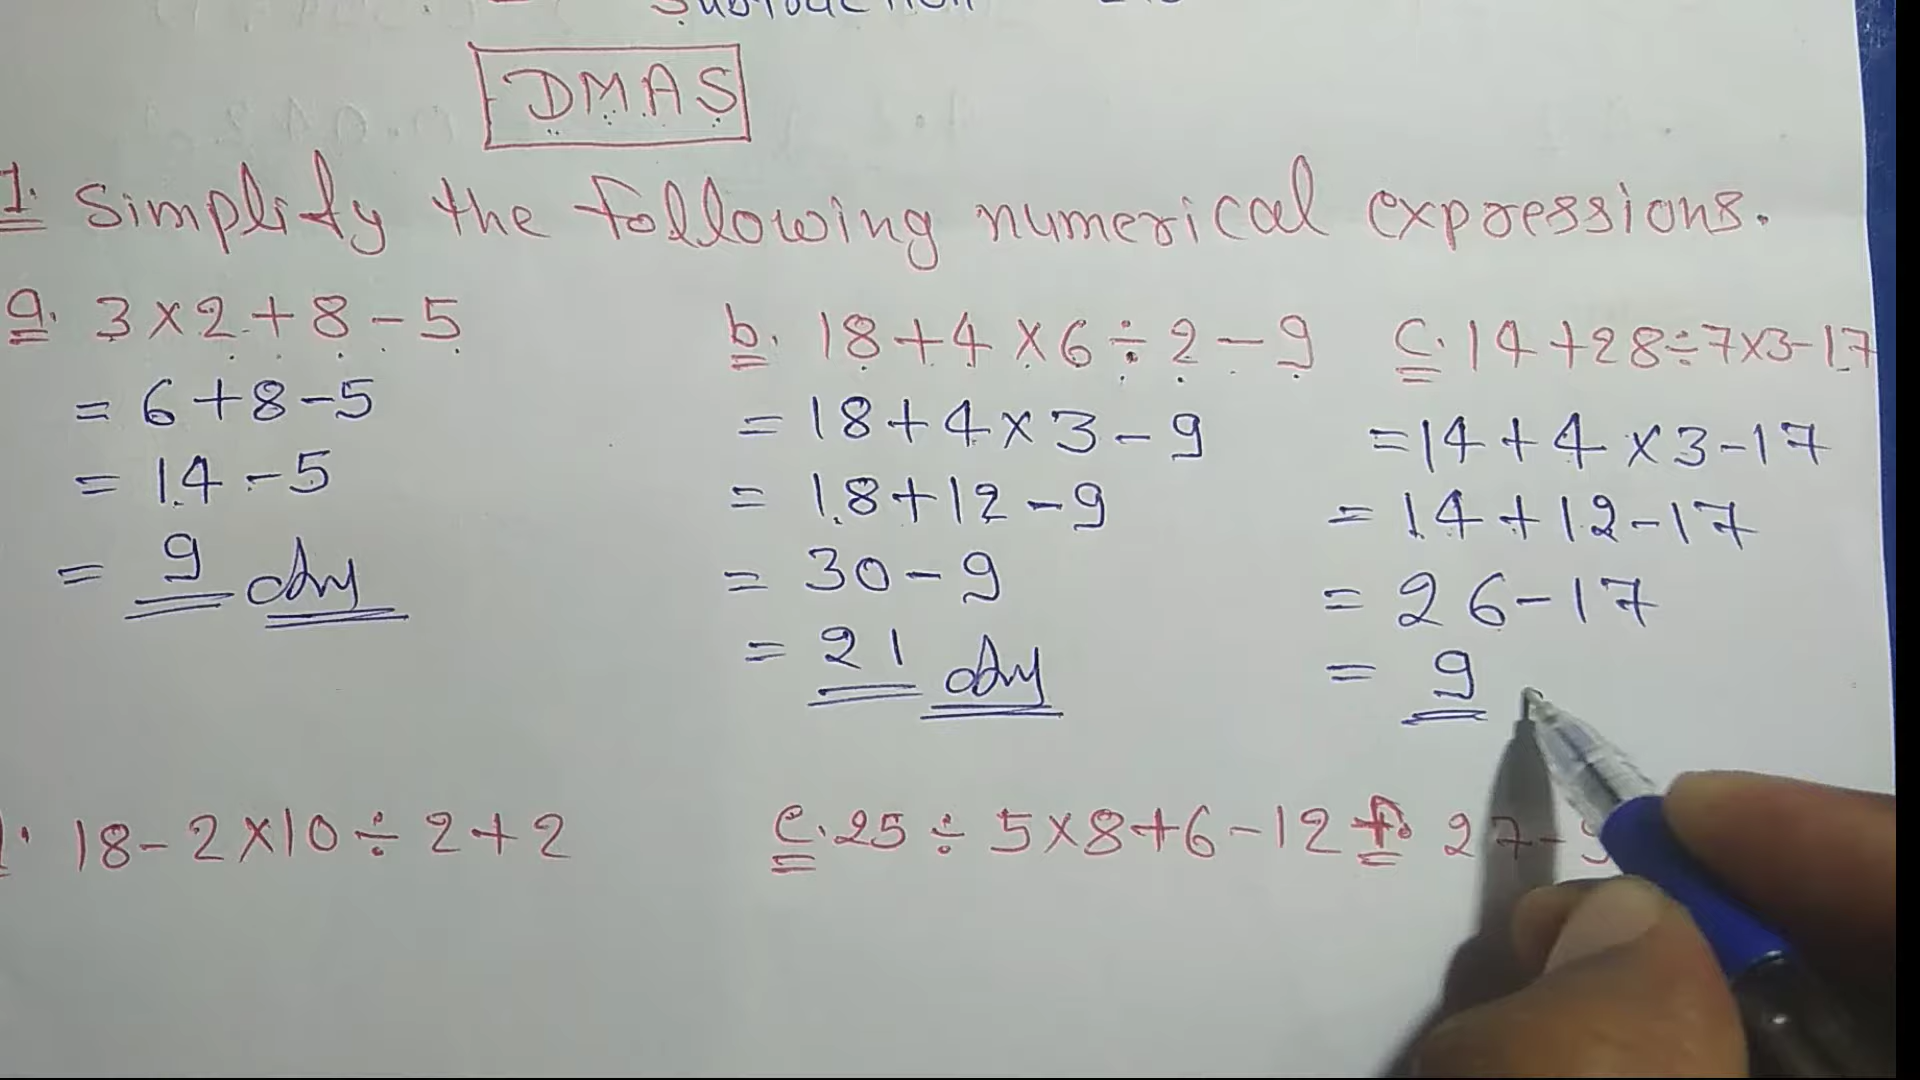 DMAS
1. Simplify the following numerical expressions.
a. 3×2+8-5
= 6+8-5
= 14-5
= 9 Ans
b. 18+4×6÷2-9
= 18+4×3-9
= 18+12-9
= 30-9
= 21 Ans
c. 14+28÷7×3-17
=14+4×3-17
= 14+12-17
= 26-17
= 9
18-2×10÷2+2
e. 25÷5×8+6-12
f. 27-